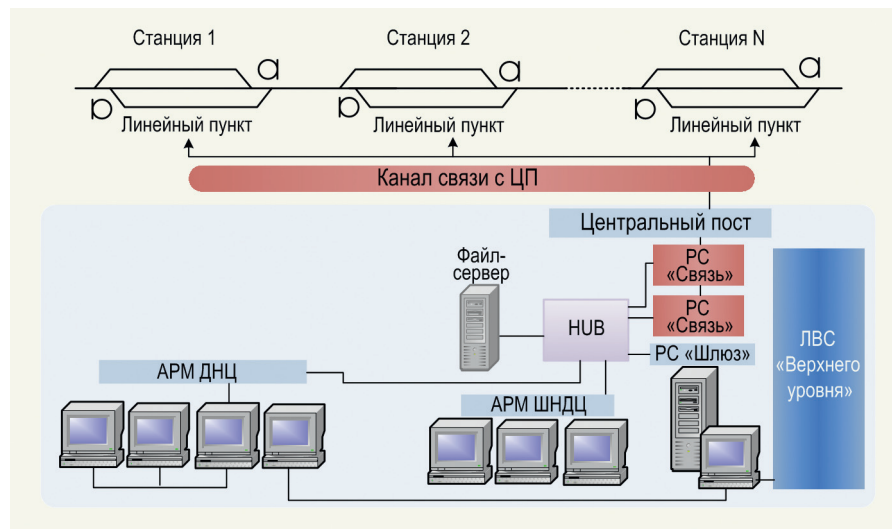 Станция 1
Станция 2
Станция N
Линейный пункт
Линейный пункт
Линейный пункт
Канал связи с ЦП
Центральный пост
Файл-
сервер
РС
«Связь»
HUB
РС
«Связь»
РС «Шлюз»
ЛВС
«Верхнего
уровня»
АРМ ДНЦ
АРМ ШНДЦ